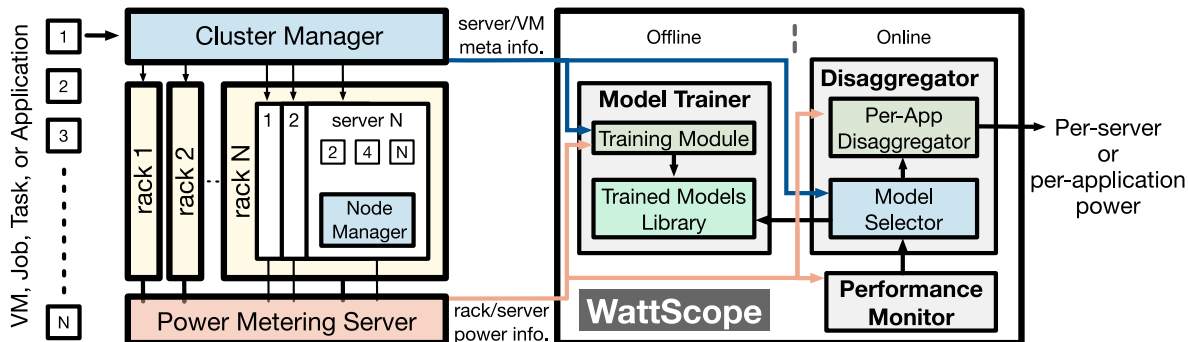 VM, Job, Task, or Application
1
2
3
N
Cluster Manager
rack 1
rack 2
rack N
1
2
server N
2
4
N
Node
Manager
Power Metering Server
server/VM
meta info.
rack/server
power info.
Offline
Online
Model Trainer
Training Module
Trained Models
Library
WattScope
Disaggregator
Per-App
Disaggregator
Model
Selector
Performance
Monitor
Per-server
or
per-application
power